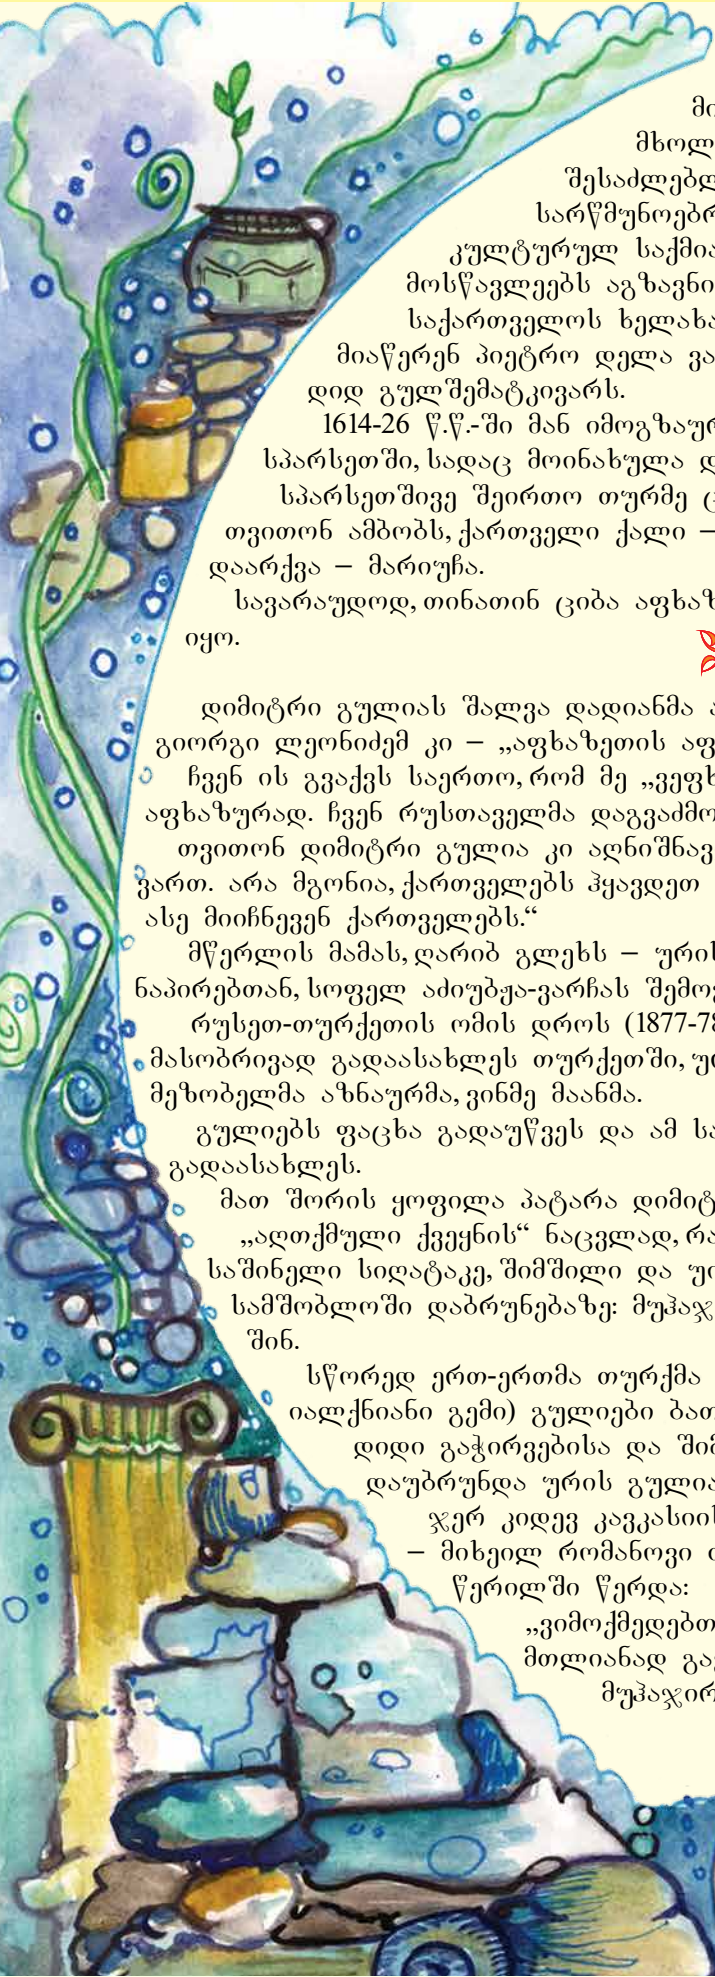 მი
მხოლ
შესაძლებლ
სარწმუნოებრ
კულტურულ საქმია
მოსწავლეებს აგზავნი
საქართველოს ხელახა
მიაწერენ პიეტრო დელა ვა
დიდ გულშემატკივარს.
1614-26 წ.წ.-ში მან იმოგზაურ
სპარსეთში, სადაც მოინახულა დ
სპარსეთშივე შეირთო თურმე ც
თვითონ ამბობს, ქართველი ქალი –
დაარქვა – მარიუჩა.
სავარაუდოდ, თინათინ ციბა აფხაზ
იყო.
დიმიტრი გულიას შალვა დადიანმა ა
გიორგი ლეონიძემ კი – „აფხაზეთის აფ
ჩვენ ის გვაქვს საერთო, რომ მე „ვეფხ
აფხაზურად. ჩვენ რუსთაველმა დაგვაძმო
თვითონ დიმიტრი გულია კი აღნიშნავ
ვართ. არა მგონია, ქართველებს ჰყავდეთ
ასე მიიჩნევენ ქართველებს.“
მწერლის მამას, ღარიბ გლეხს – ურის
ნაპირებთან, სოფელ აძიუბჟა-ვარჩას შემოგ
რუსეთ-თურქეთის ომის დროს (1877-78
მასობრივად გადაასახლეს თურქეთში, ურ
მეზობელმა აზნაურმა, ვინმე მაანმა.
გულიებს ფაცხა გადაუწვეს და ამ სა
გადაასახლეს.
მათ შორის ყოფილა პატარა დიმიტ
„აღთქმული ქვეყნის“ ნაცვლად, რა
საშინელი სიღატაკე, შიმშილი და უი
სამშობლოში დაბრუნებაზე: მუჰაჯ
შინ.
სწორედ ერთ-ერთმა თურქმა
იალქნიანი გემი) გულიები ბათ
დიდი გაჭირვებისა და შიმ
დაუბრუნდა ურის გულია
ჯერ კიდევ კავკასიის
– მიხეილ რომანოვი ი
წერილში წერდა:
„ვიმოქმედებთ
მთლიანად გავ
მუჰაჯირ